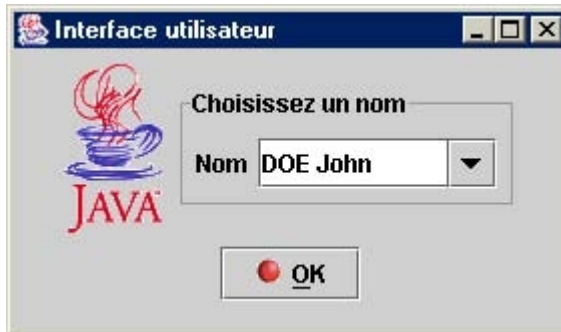 Interface utilisateur
Choisissez un nom
Nom DOE John
JAVA
OK